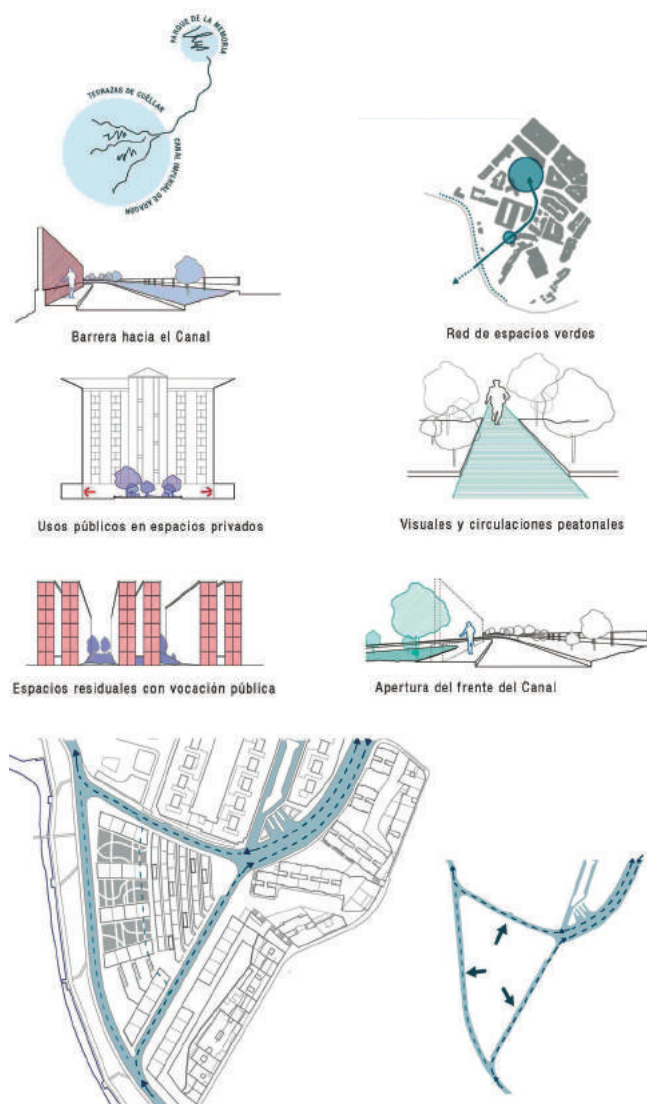 PARQUE DE LA MEMORIA
TERRAZAS DE CUÉLLAR
CANAL IMPERIAL DE ARAGÓN
Barrera hacia el Canal
Red de espacios verdes
Usos públicos en espacios privados
Visuales y circulaciones peatonales
Espacios residuales con vocación pública
Apertura del frente del Canal